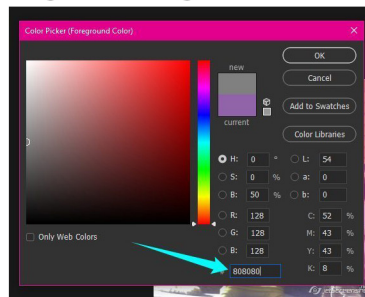 Color Picker (Foreground Color)
new
current
OK
Cancel
Add to Swatches
Color Libraries
H: 0 ° L: 54
S: 0 % a: 0
B: 50 % b: 0
R: 128 C: 52 %
G: 128 M: 43 %
B: 128 Y: 43 %
# 808080 K: 8 %
Only Web Colors